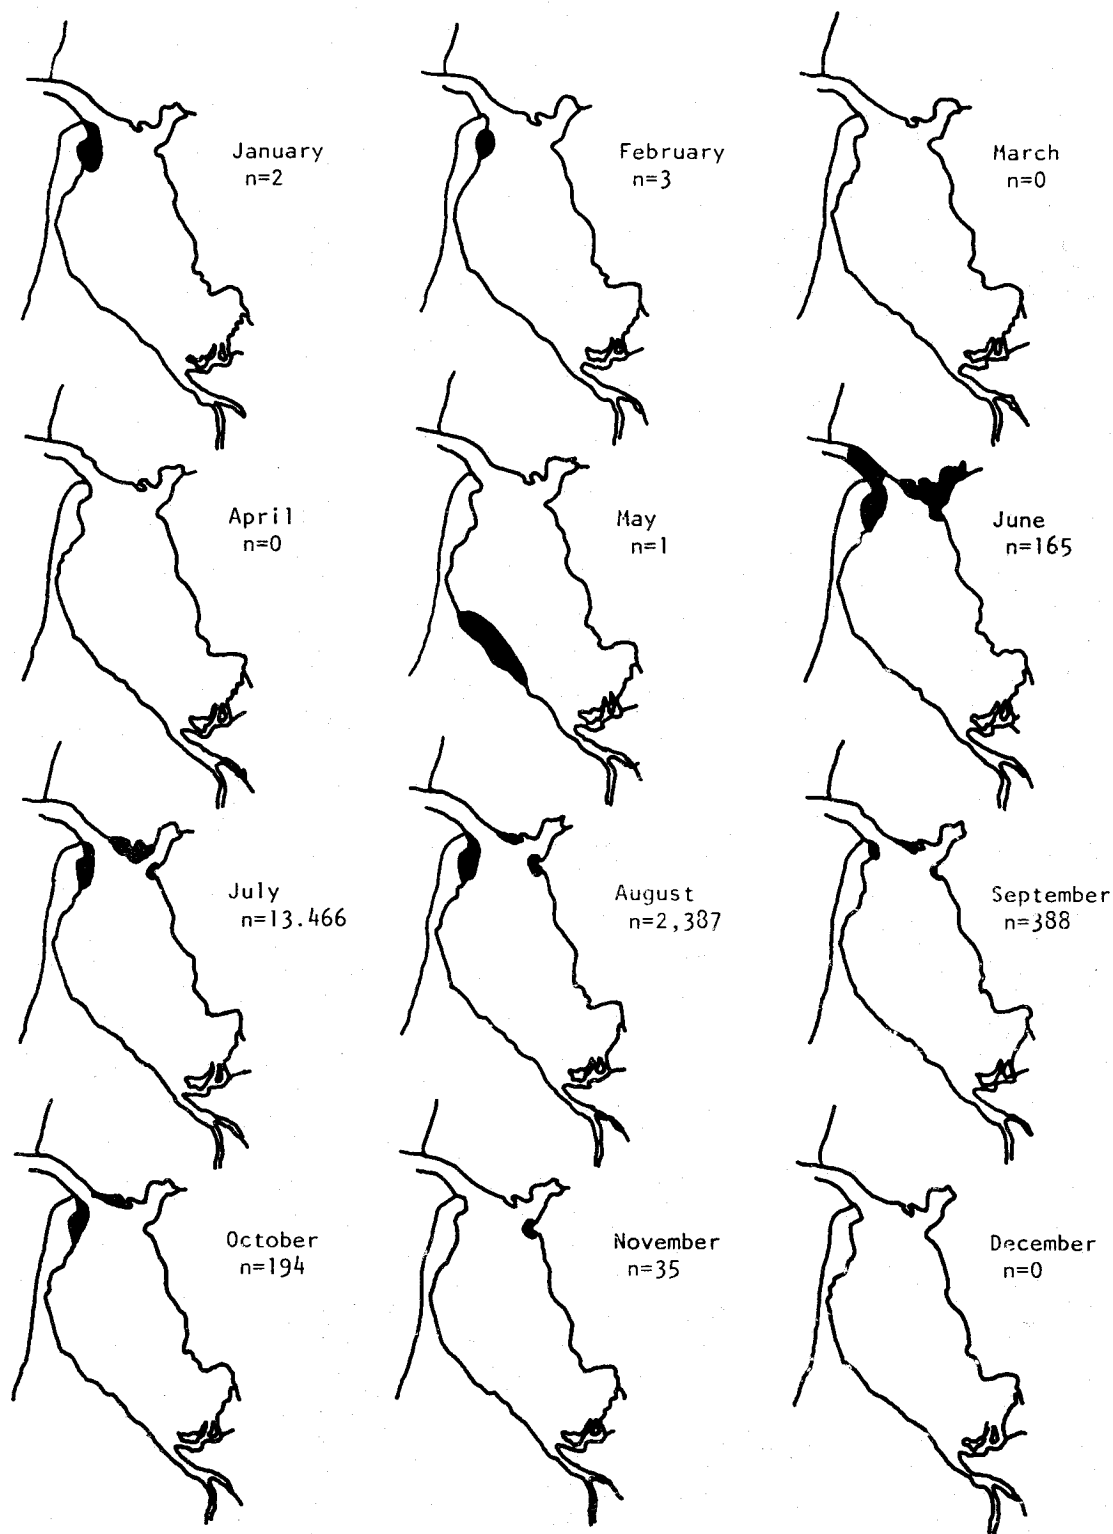 January
n=2
February
n=3
March
n=0
April
n=0
May
n=1
June
n=165
July
n=13.466
August
n=2,387
September
n=388
October
n=194
November
n=35
December
n=0